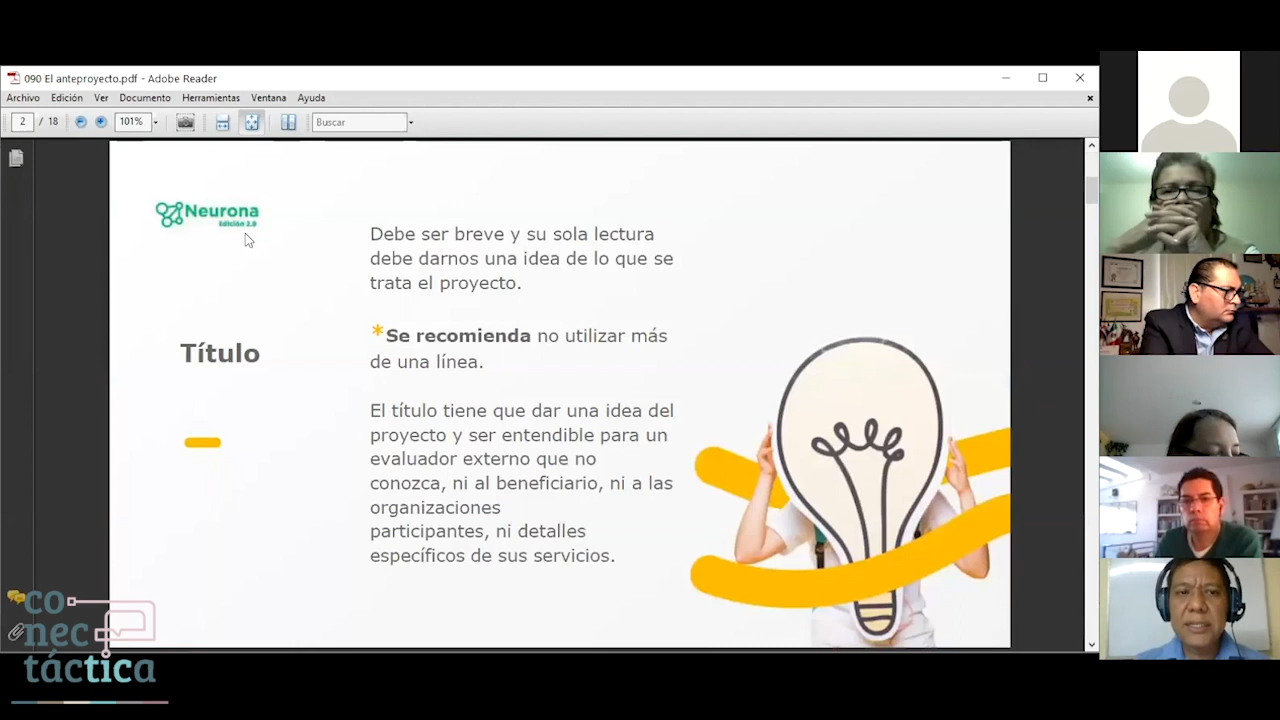 090 El anteproyecto.pdf - Adobe Reader
Archivo Edición Ver Documento Herramientas Ventana Ayuda
2 / 18 101% Buscar
Neurona
Edición 2.0
Título
Debe ser breve y su sola lectura
debe darnos una idea de lo que se
trata el proyecto.
*Se recomienda no utilizar más
de una línea.
El título tiene que dar una idea del
proyecto y ser entendible para un
evaluador externo que no
conozca, ni al beneficiario, ni a las
organizaciones
participantes, ni detalles
específicos de sus servicios.
co
nec
táctica